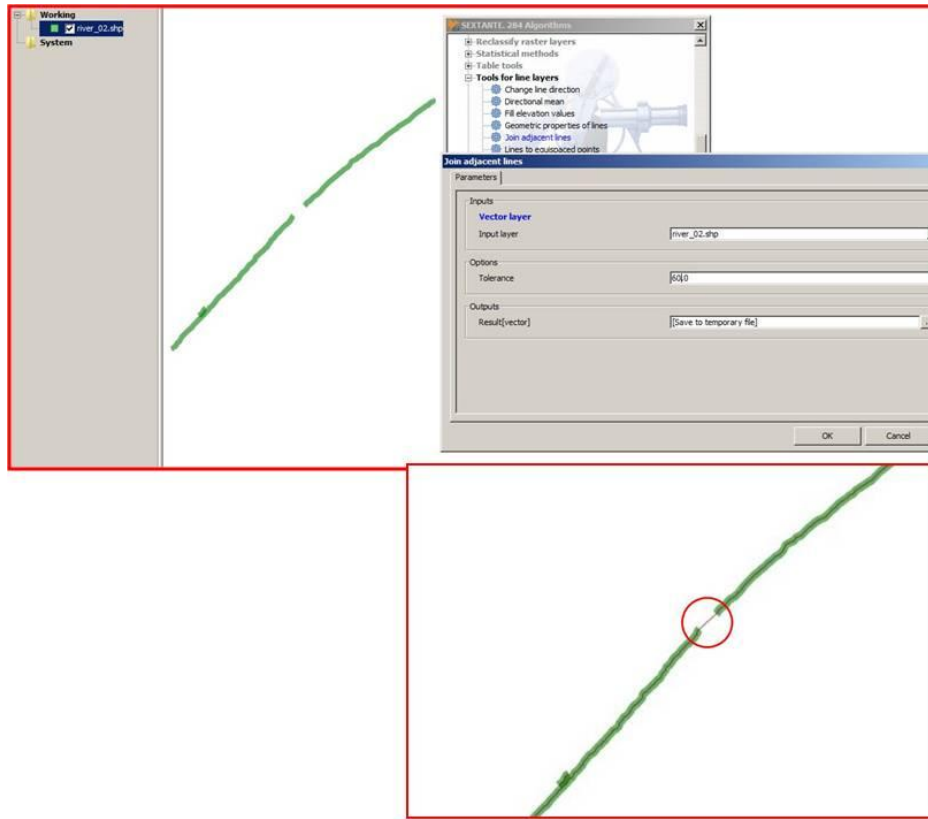 Working
river_02.shp
System
SEXTANTE. 284 Algorithms
Reclassify raster layers
Statistical methods
Table tools
Tools for line layers
Change line direction
Directional mean
Fill elevation values
Geometric properties of lines
Join adjacent lines
Lines to equispaced points
Join adjacent lines
Parameters
Inputs
Vector layer
Input layer
river_02.shp
Options
Tolerance
60.0
Outputs
Result[vector]
[Save to temporary file]
OK
Cancel